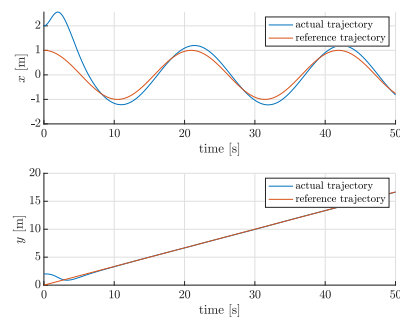 2
1
0
-1
-2
x [m]
actual trajectory
reference trajectory
0 10 20 30 40 50
time [s]
20
15
10
5
0
y [m]
actual trajectory
reference trajectory
0 10 20 30 40 50
time [s]